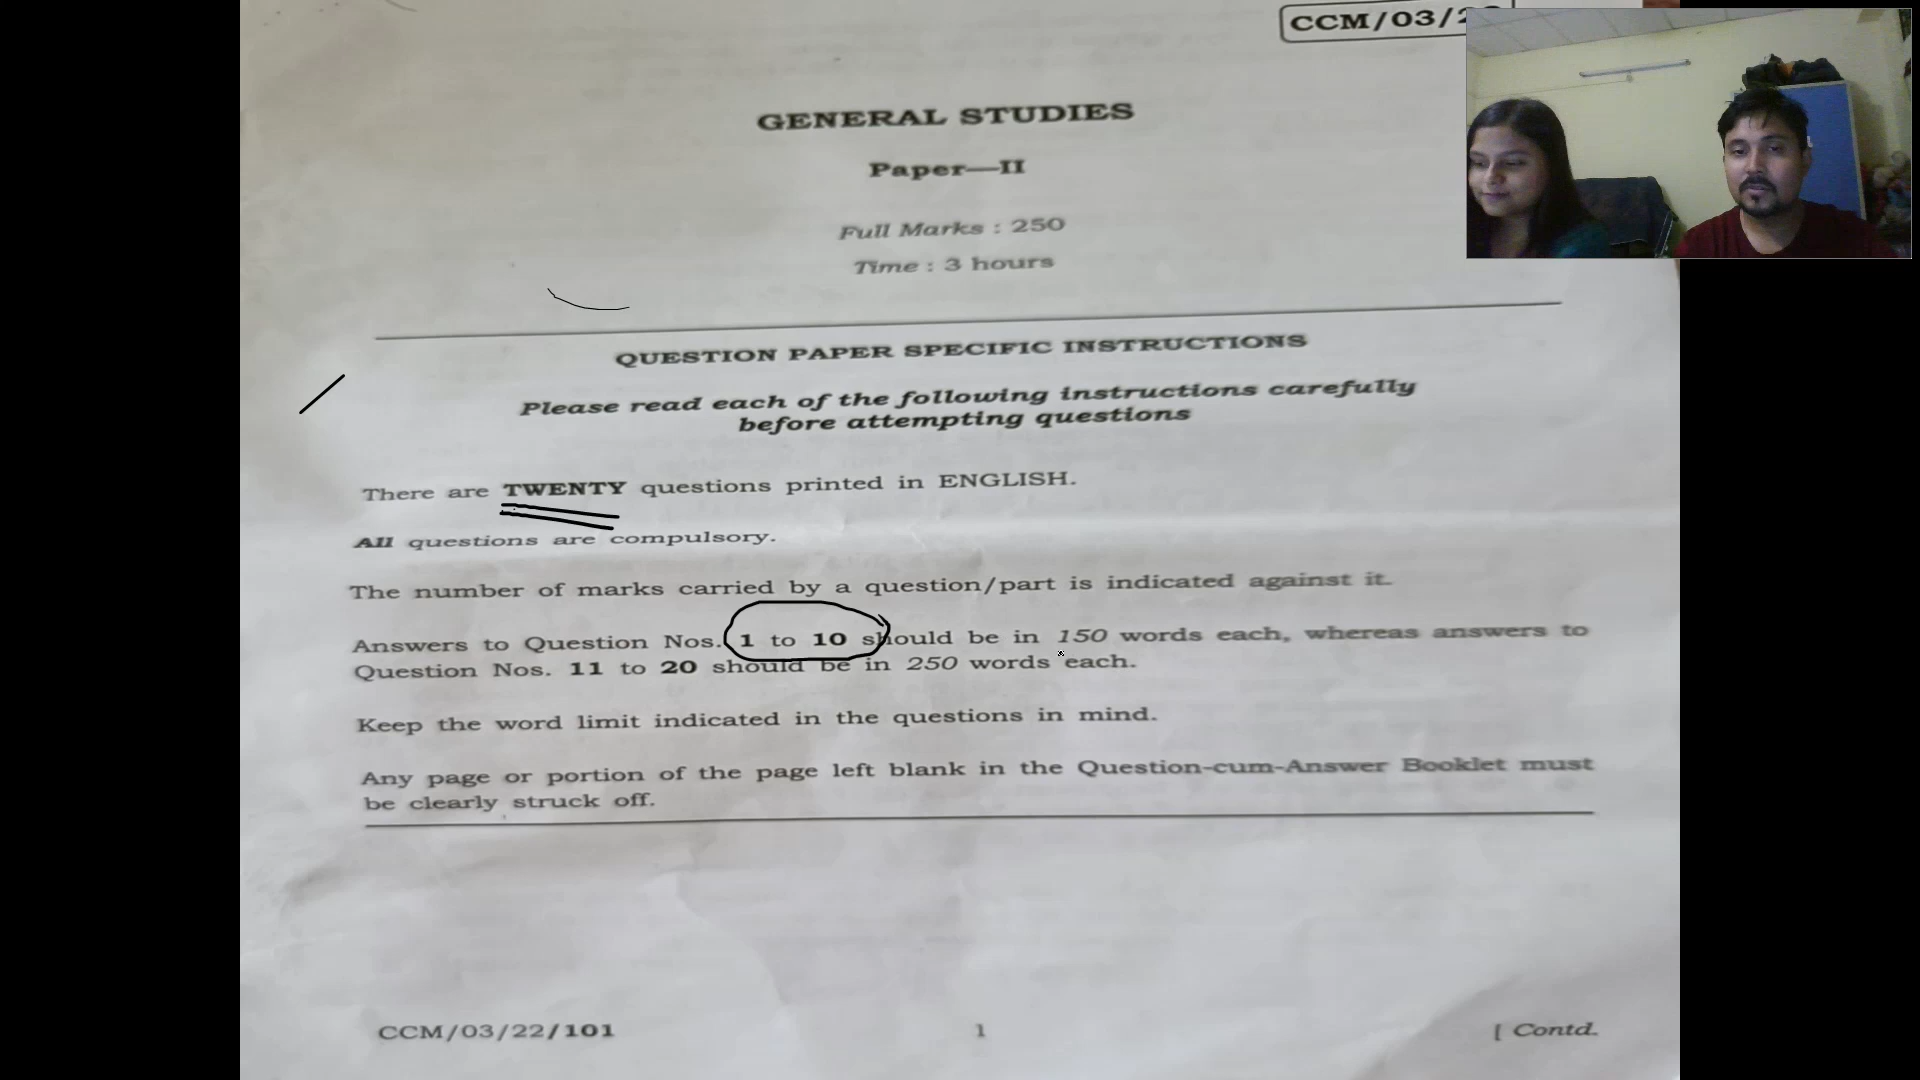 CCM/03/2
GENERAL STUDIES
Paper—II
Full Marks : 250
Time : 3 hours
QUESTION PAPER SPECIFIC INSTRUCTIONS
Please read each of the following instructions carefully
before attempting questions
There are TWENTY questions printed in ENGLISH.
All questions are compulsory.
The number of marks carried by a question/part is indicated against it.
Answers to Question Nos. 1 to 10 should be in 150 words each, whereas answers to
Question Nos. 11 to 20 should be in 250 words each.
Keep the word limit indicated in the questions in mind.
Any page or portion of the page left blank in the Question-cum-Answer Booklet must
be clearly struck off.
CCM/03/22/101
1
[ Contd.